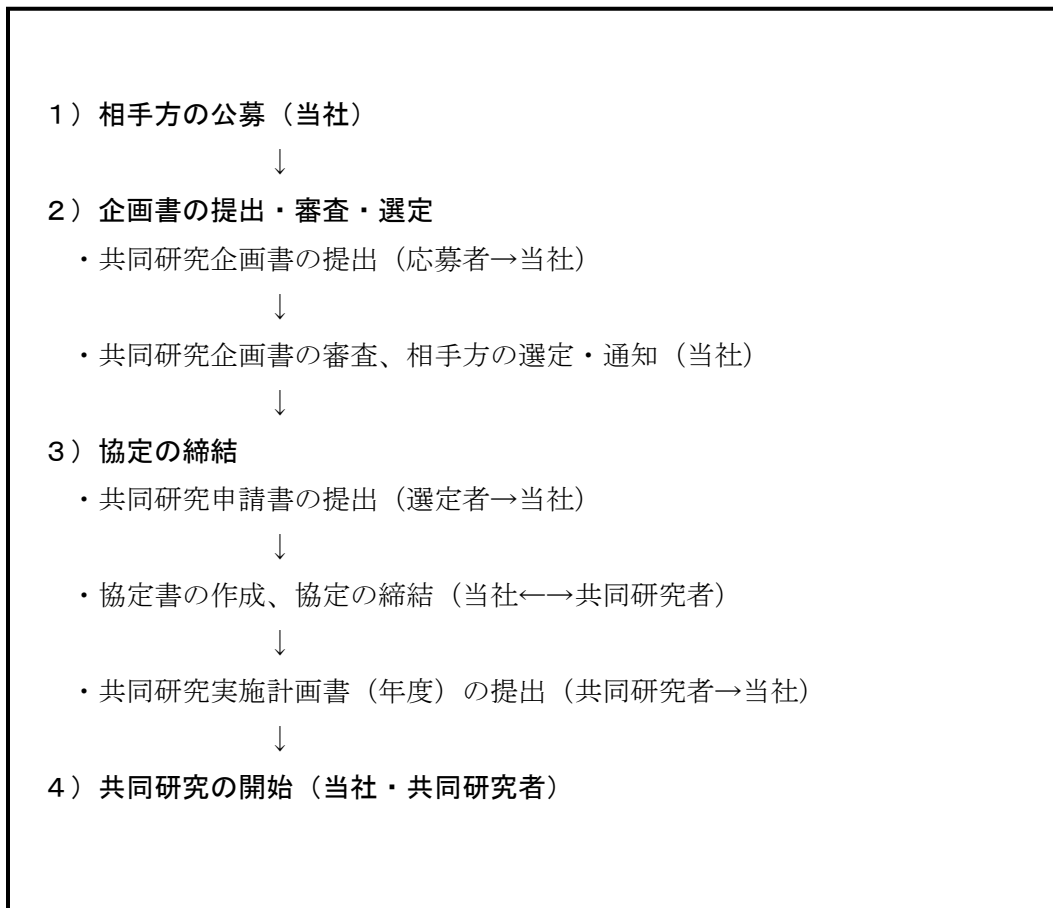 １）相手方の公募（当社）
↓
２）企画書の提出・審査・選定
・共同研究企画書の提出（応募者→当社）
↓
・共同研究企画書の審査、相手方の選定・通知（当社）
↓
３）協定の締結
・共同研究申請書の提出（選定者→当社）
↓
・協定書の作成、協定の締結（当社←→共同研究者）
↓
・共同研究実施計画書（年度）の提出（共同研究者→当社）
↓
４）共同研究の開始（当社・共同研究者）